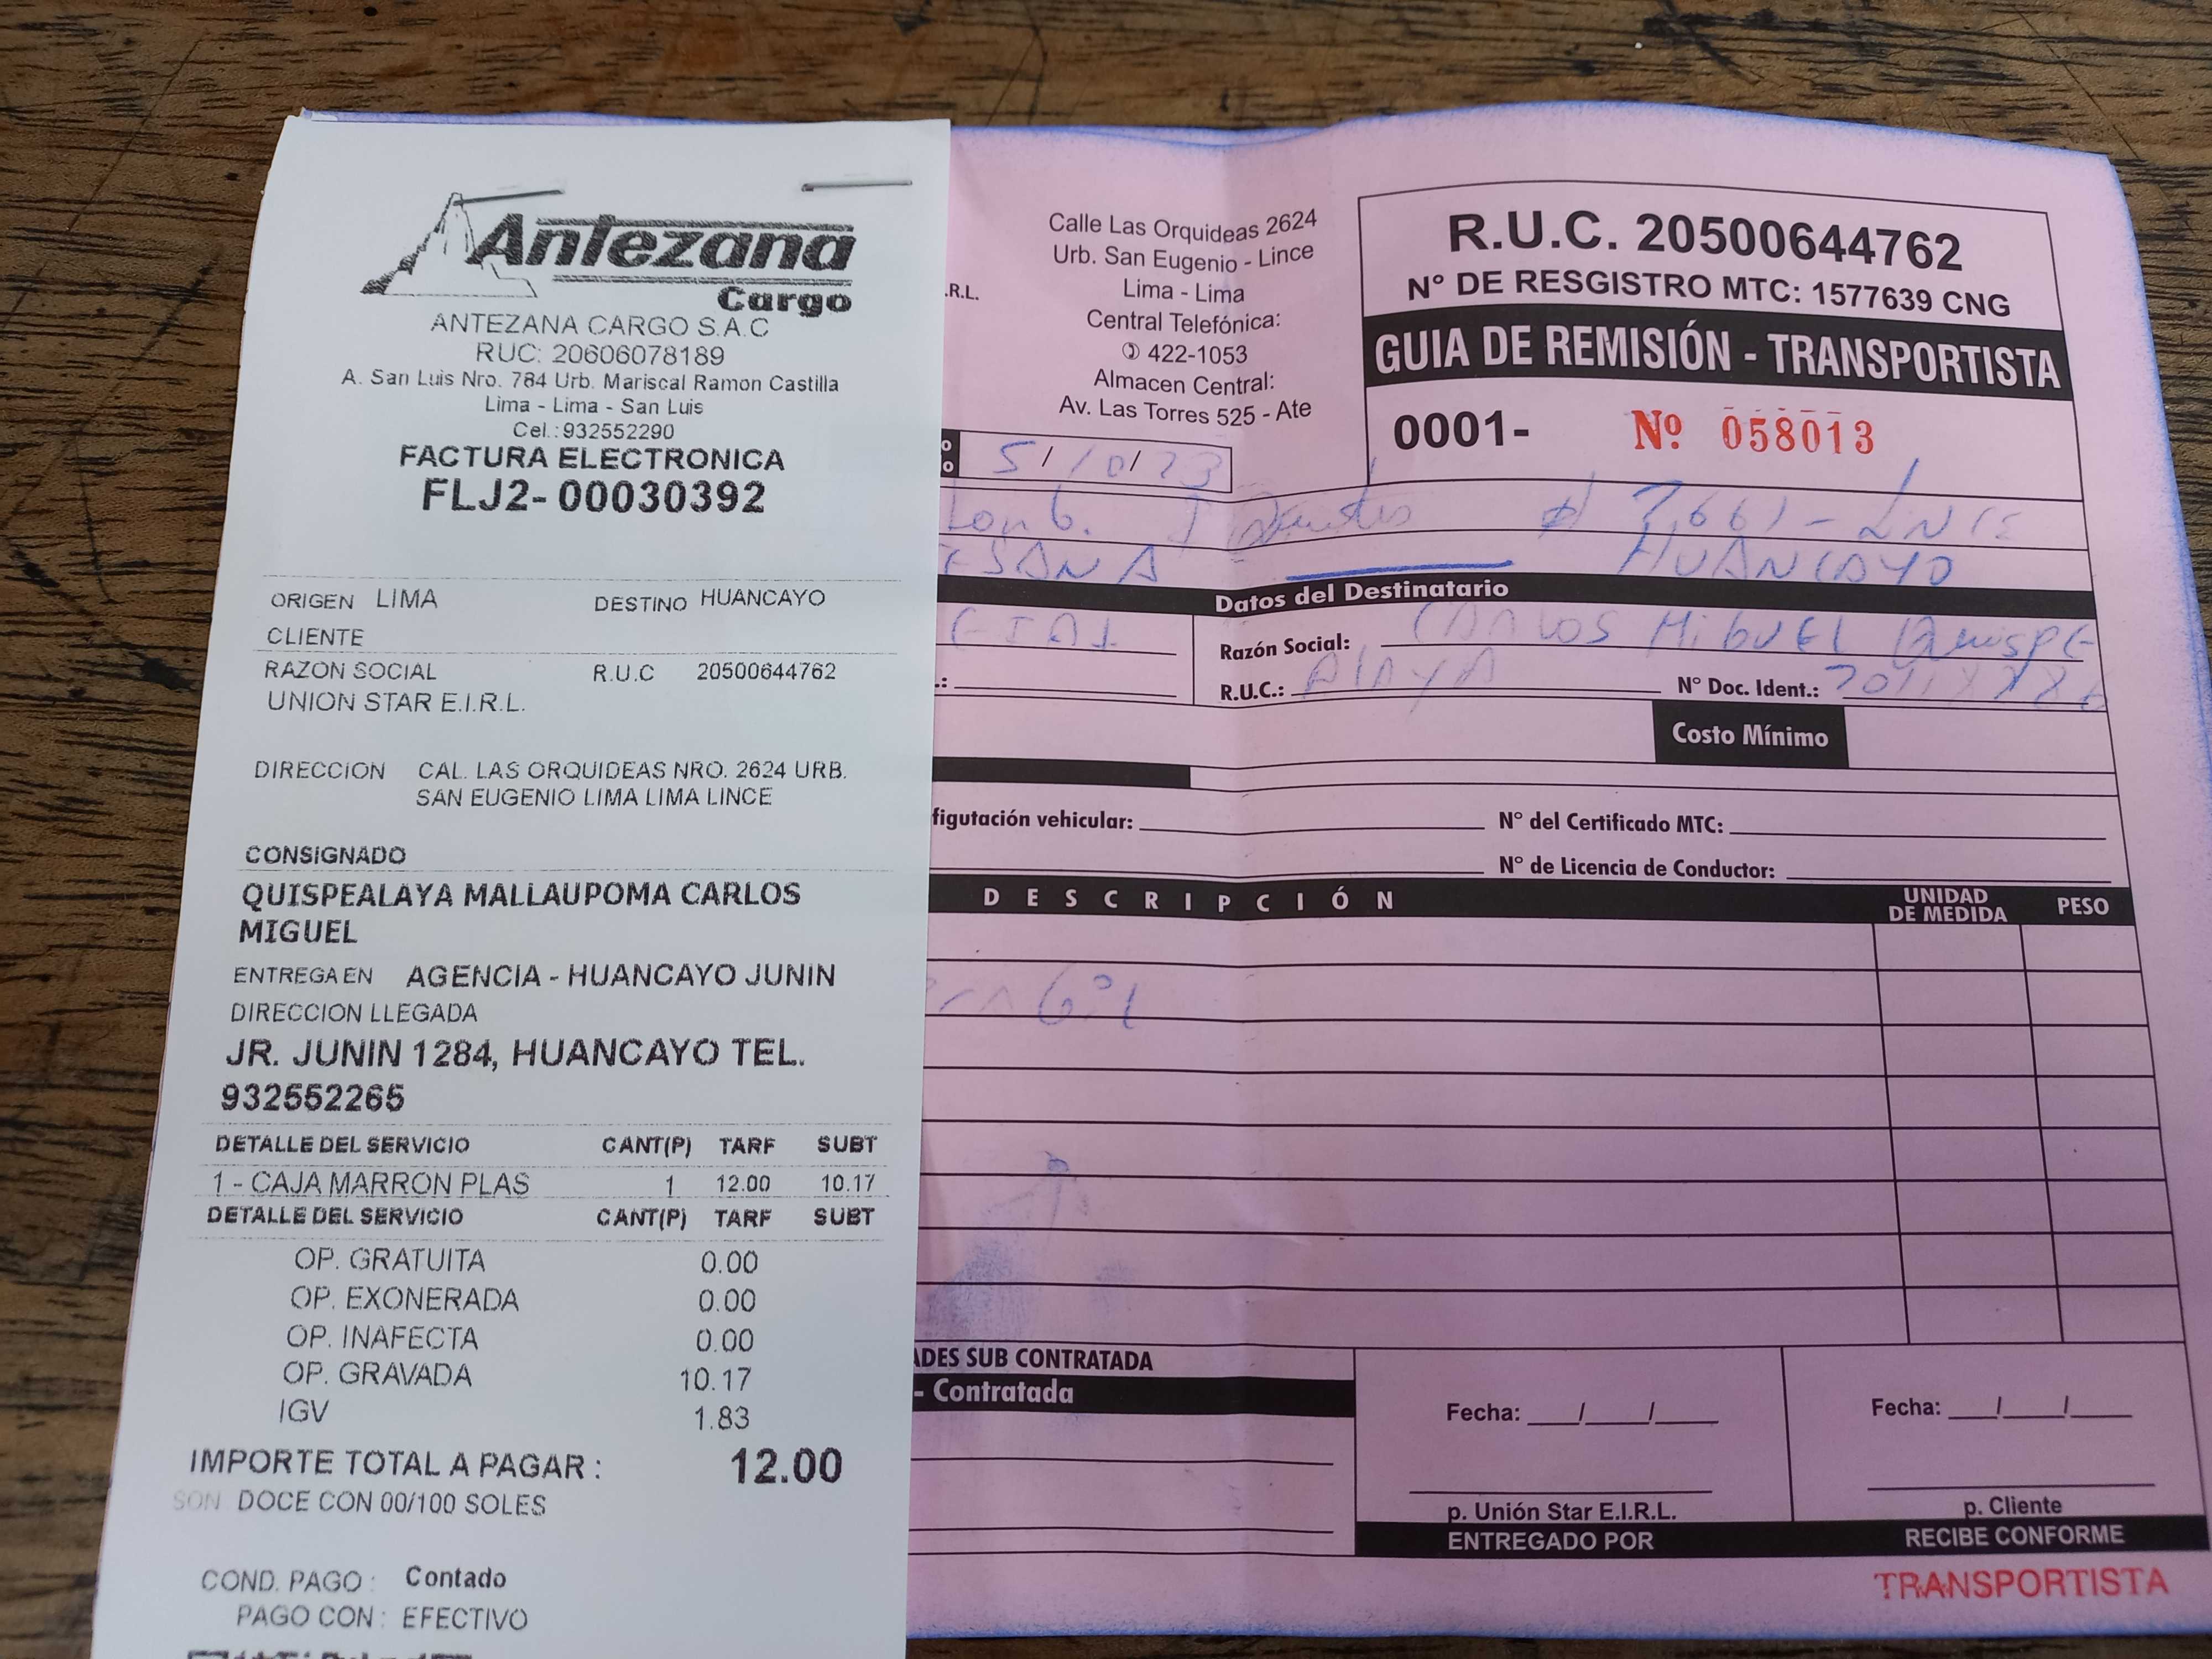 Antezana
Cargo
ANTEZANA CARGO S.A.C
RUC: 20606078189
A. San Luis Nro. 784 Urb. Mariscal Ramon Castilla
Lima - Lima - San Luis
Cel.:932552290
FACTURA ELECTRONICA
FLJ2- 00030392
ORIGEN LIMA DESTINO HUANCAYO
CLIENTE
RAZON SOCIAL R.U.C 20500644762
UNION STAR E.I.R.L.
DIRECCION CAL. LAS ORQUIDEAS NRO. 2624 URB.
SAN EUGENIO LIMA LIMA LINCE
CONSIGNADO
QUISPEALAYA MALLAUPOMA CARLOS
MIGUEL
ENTREGA EN AGENCIA - HUANCAYO JUNIN
DIRECCION LLEGADA
JR. JUNIN 1284, HUANCAYO TEL.
932552265
DETALLE DEL SERVICIO CANT(P) TARF SUBT
1 - CAJA MARRON PLAS 1 12.00 10.17
DETALLE DEL SERVICIO CANT(P) TARF SUBT
OP. GRATUITA 0.00
OP. EXONERADA 0.00
OP. INAFECTA 0.00
OP. GRAVADA 10.17
IGV 1.83
IMPORTE TOTAL A PAGAR : 12.00
SON DOCE CON 00/100 SOLES
COND. PAGO : Contado
PAGO CON : EFECTIVO
.R.L.
Calle Las Orquideas 2624
Urb. San Eugenio - Lince
Lima - Lima
Central Telefónica:
422-1053
Almacen Central:
Av. Las Torres 525 - Ate
R.U.C. 20500644762
N° DE RESGISTRO MTC: 1577639 CNG
GUIA DE REMISIÓN - TRANSPORTISTA
0001- Nº 058013
5/10/23
HUANCAYO
Datos del Destinatario
Razón Social: CARLOS MIGUEL QUISPE
R.U.C.: ALAYA N° Doc. Ident.:
Costo Mínimo
figutación vehicular: N° del Certificado MTC:
N° de Licencia de Conductor:
DESCRIPCIÓN UNIDAD DE MEDIDA PESO
ADES SUB CONTRATADA
- Contratada
Fecha: / / Fecha: / /
p. Unión Star E.I.R.L. p. Cliente
ENTREGADO POR RECIBE CONFORME
TRANSPORTISTA